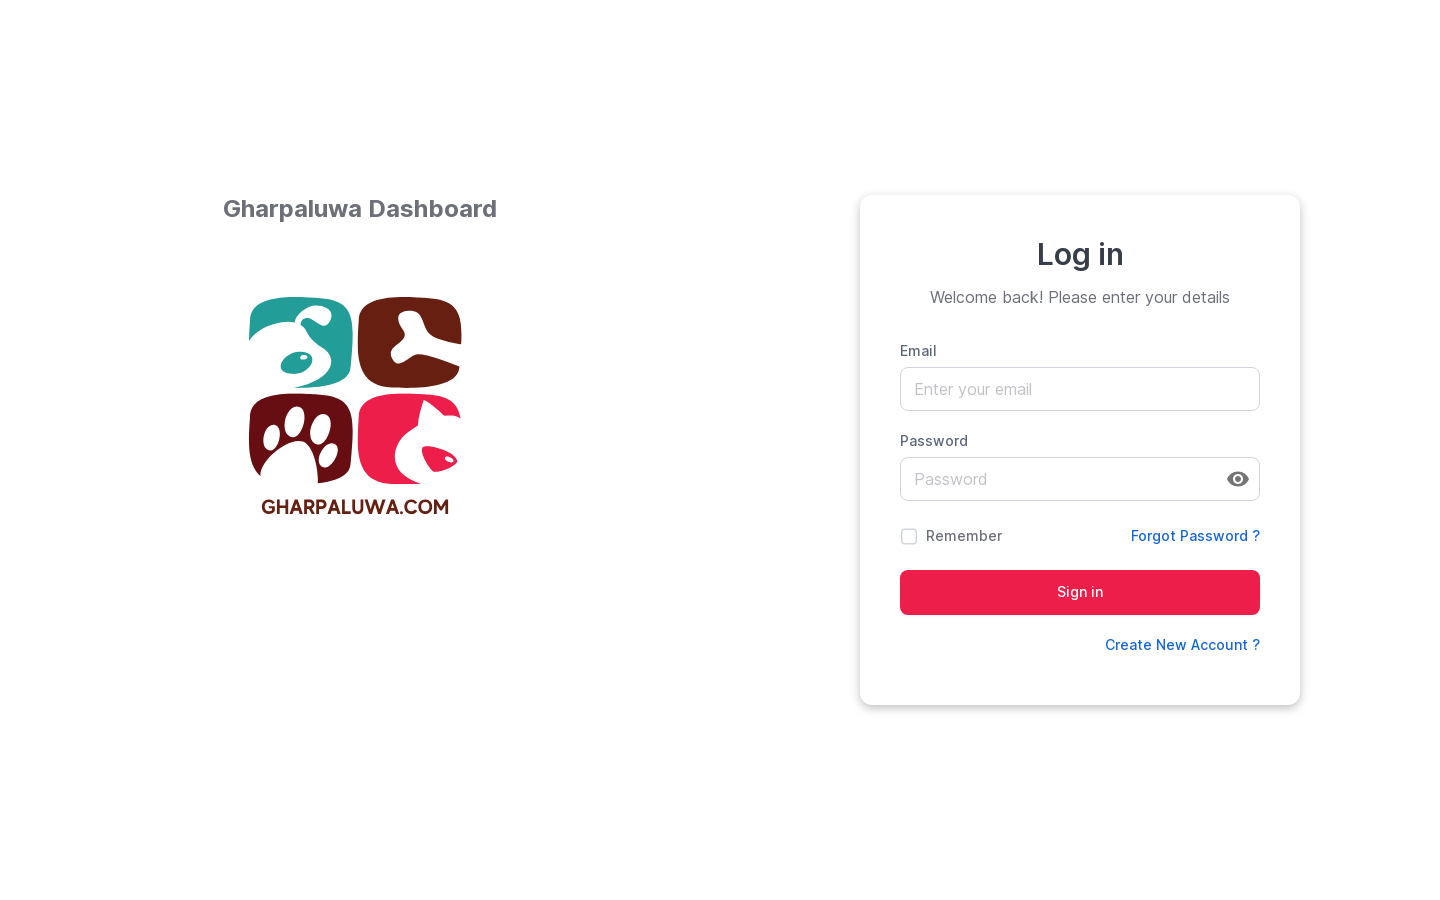 Gharpaluwa Dashboard
GHARPALUWA.COM
Log in
Welcome back! Please enter your details
Email
Enter your email
Password
Password
Remember
Forgot Password ?
Sign in
Create New Account ?